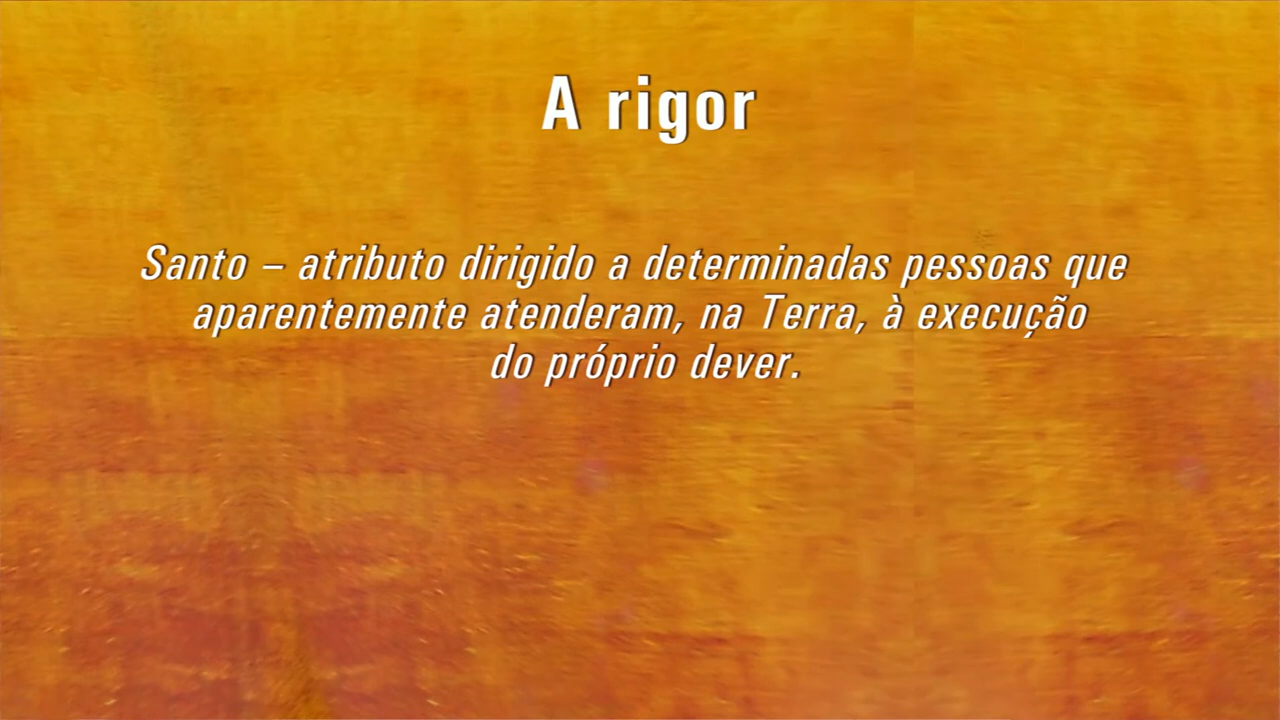 A rigor
Santo – atributo dirigido a determinadas pessoas que
aparentemente atenderam, na Terra, à execução
do próprio dever.